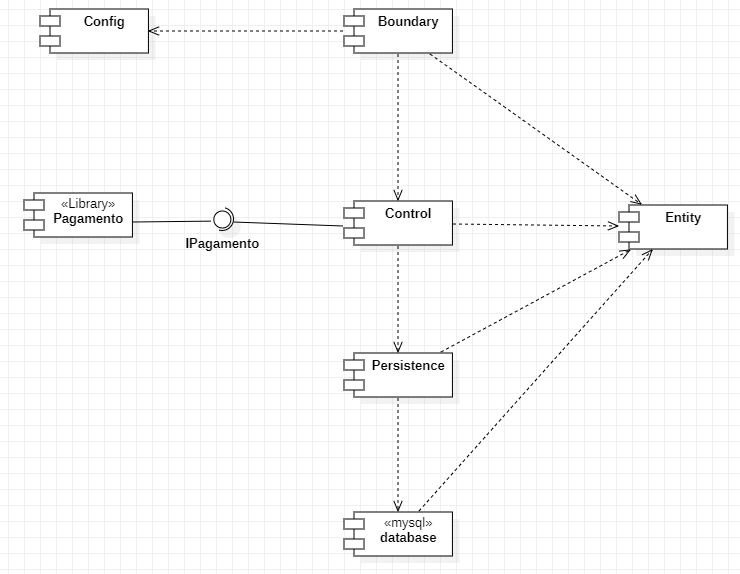 Config
Boundary
«Library»
Pagamento
IPagamento
Control
Entity
Persistence
«mysql»
database